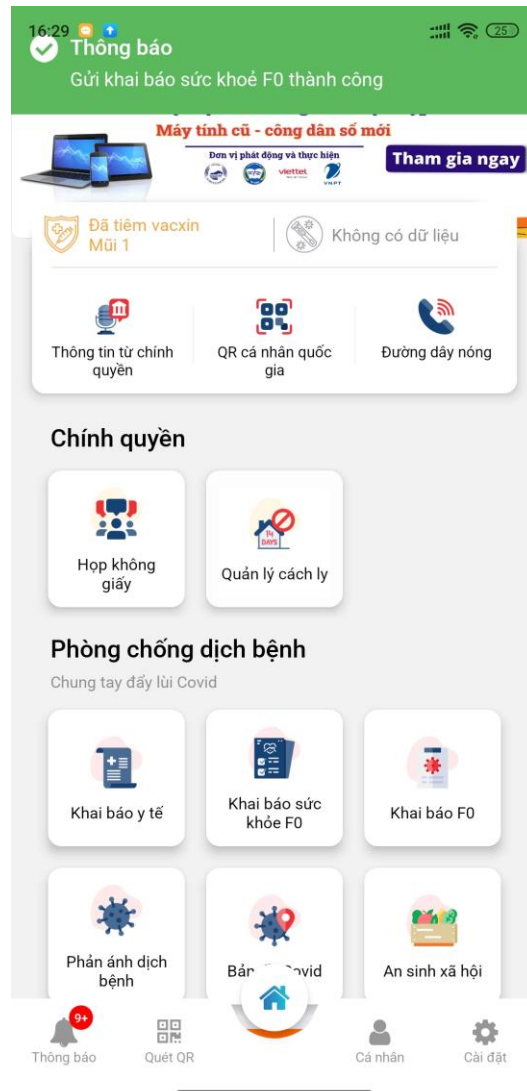 16:29
25
Thông báo
Gửi khai báo sức khoẻ F0 thành công
Máy tính cũ - công dân số mới
Đơn vị phát động và thực hiện
Tham gia ngay
viettel
VNPT
Đã tiêm vacxin
Mũi 1
Không có dữ liệu
Thông tin từ chính
quyền
QR cá nhân quốc
gia
Đường dây nóng
Chính quyền
14
DAYS
Họp không
giấy
Quản lý cách ly
Phòng chống dịch bệnh
Chung tay đẩy lùi Covid
Khai báo y tế
Khai báo sức
khỏe F0
Khai báo F0
Phản ánh dịch
bệnh
An sinh xã hội
9+
Thông báo
Quét QR
Cá nhân
Cài đặt